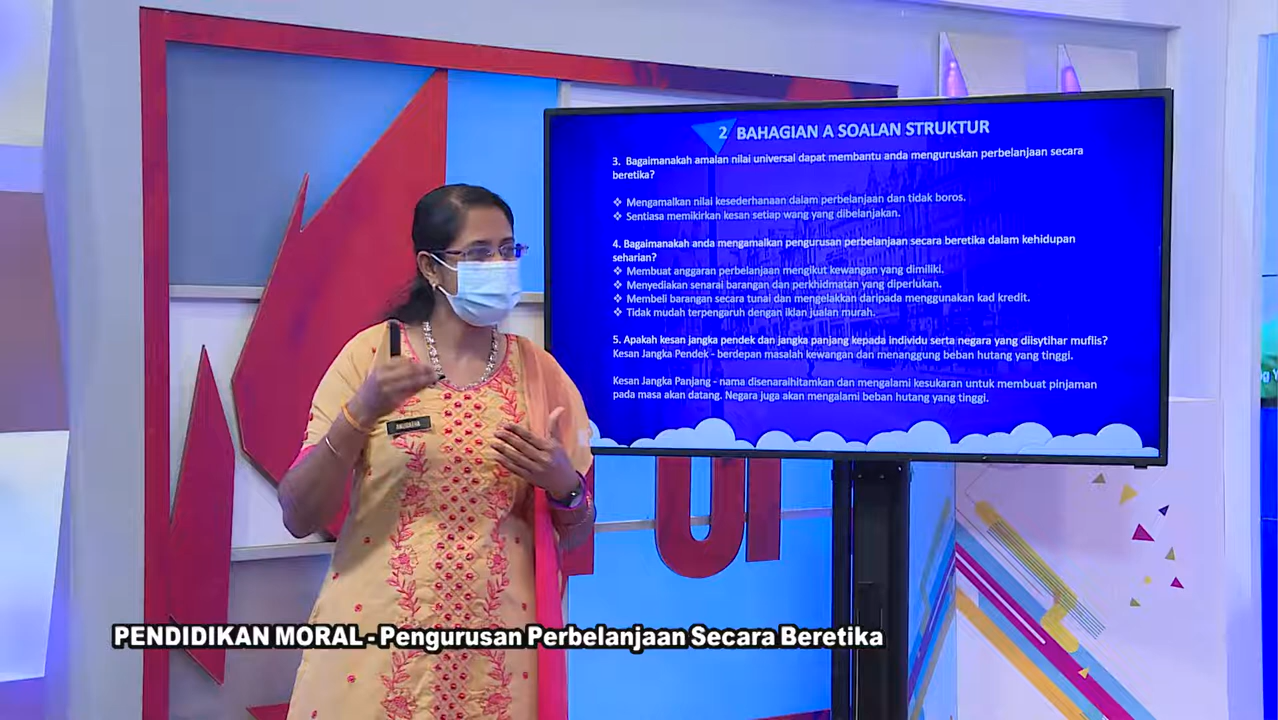 2 BAHAGIAN A SOALAN STRUKTUR
3. Bagaimanakah amalan nilai universal dapat membantu anda menguruskan perbelanjaan secara
beretika?
❖ Mengamalkan nilai kesederhanaan dalam perbelanjaan dan tidak boros.
❖ Sentiasa memikirkan kesan setiap wang yang dibelanjakan.
4. Bagaimanakah anda mengamalkan pengurusan perbelanjaan secara beretika dalam kehidupan
seharian?
❖ Membuat anggaran perbelanjaan mengikut kewangan yang dimiliki.
❖ Menyediakan senarai barangan dan perkhidmatan yang diperlukan.
❖ Membeli barangan secara tunai dan mengelakkan daripada menggunakan kad kredit.
❖ Tidak mudah terpengaruh dengan iklan jualan murah.
5. Apakah kesan jangka pendek dan jangka panjang kepada individu serta negara yang diisytihar muflis?
Kesan Jangka Pendek - berdepan masalah kewangan dan menanggung beban hutang yang tinggi.
Kesan Jangka Panjang - nama disenaraihitamkan dan mengalami kesukaran untuk membuat pinjaman
pada masa akan datang. Negara juga akan mengalami beban hutang yang tinggi.
PENDIDIKAN MORAL - Pengurusan Perbelanjaan Secara Beretika